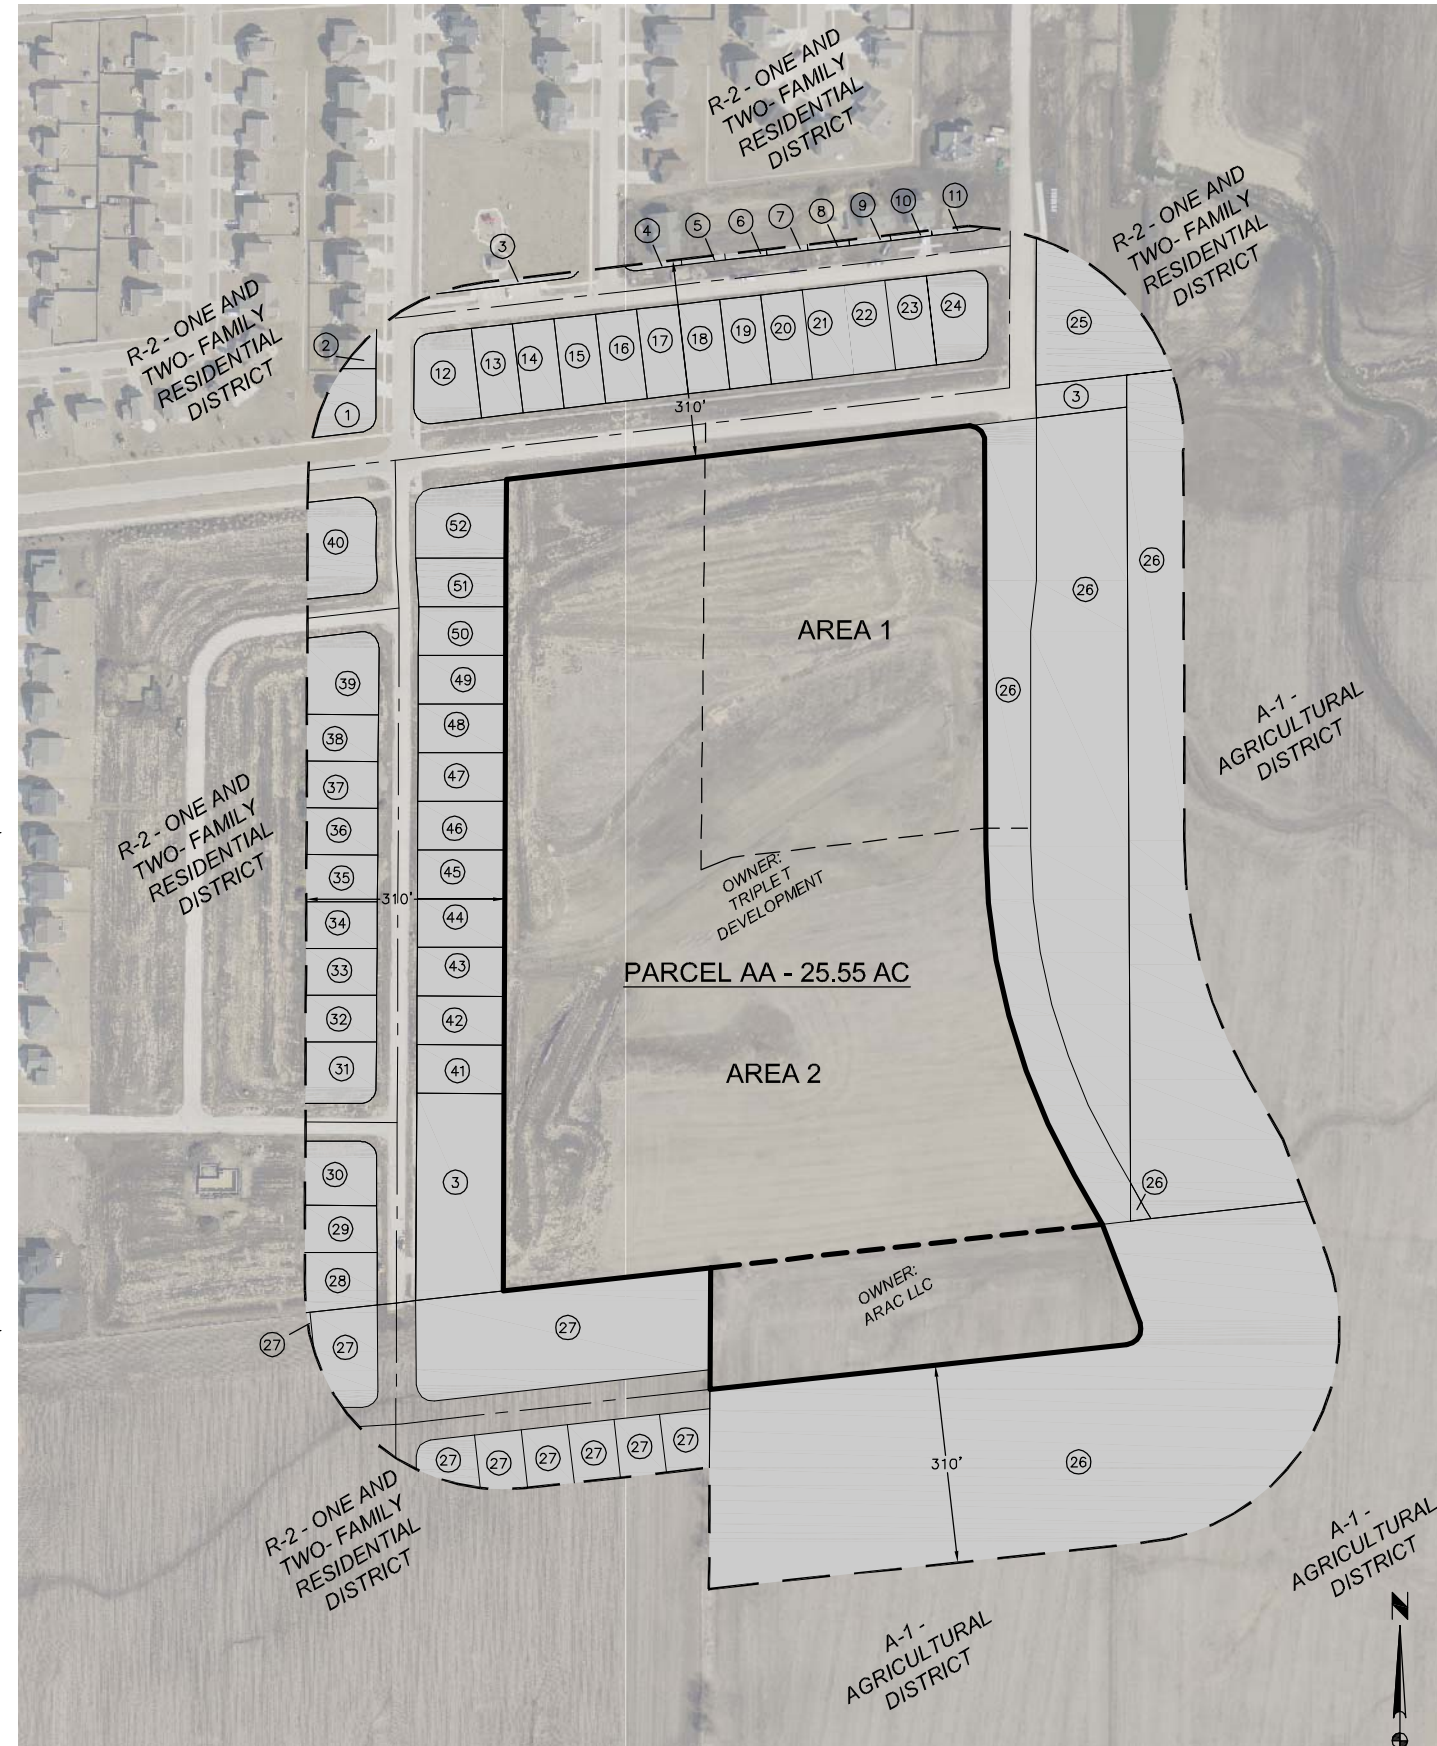 R-2 - ONE AND
TWO- FAMILY
RESIDENTIAL
DISTRICT
R-2 - ONE AND
TWO- FAMILY
RESIDENTIAL
DISTRICT
3
4
5
6
7
8
9
10
11
R-2 - ONE AND
TWO- FAMILY
RESIDENTIAL
DISTRICT
2
1
12
13
14
15
16
17
18
19
20
21
22
23
24
25
3
310'
52
51
50
49
48
47
46
45
44
43
42
41
3
40
39
38
37
36
35
34
33
32
31
30
29
28
310'
AREA 1
26
26
26
A-1 -
AGRICULTURAL
DISTRICT
R-2 - ONE AND
TWO- FAMILY
RESIDENTIAL
DISTRICT
OWNER:
TRIPLE T
DEVELOPMENT
PARCEL AA - 25.55 AC
AREA 2
26
OWNER:
ARAC LLC
27
27
27
27
27
27
27
27
27
310'
26
R-2 - ONE AND
TWO- FAMILY
RESIDENTIAL
DISTRICT
A-1 -
AGRICULTURAL
DISTRICT
A-1 -
AGRICULTURAL
DISTRICT
N